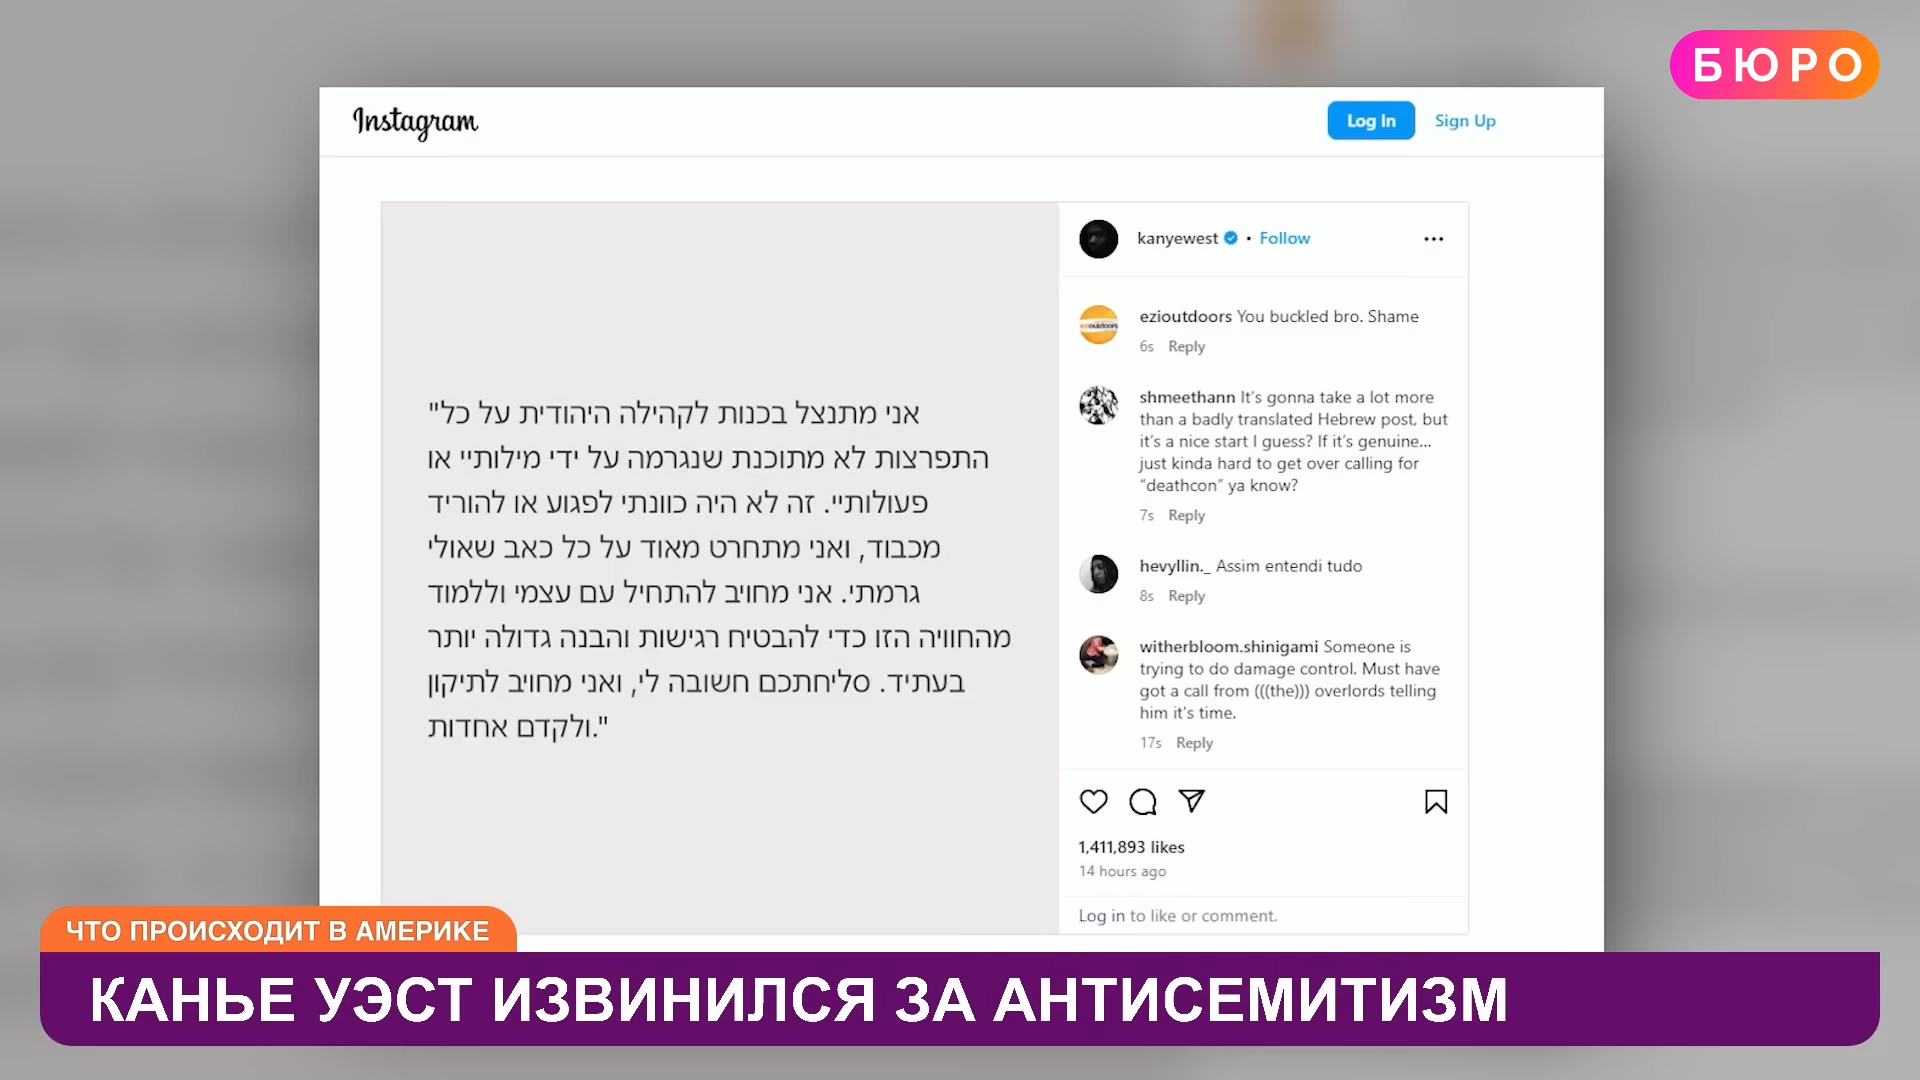 БЮРО
Instagram
Log In Sign Up
kanyewest • Follow
"אני מתנצל בכנות לקהילה היהודית על כל
התפרצות לא מתוכנת שנגרמה על ידי מילותיי או
פעולותיי. זה לא היה כוונתי לפגוע או להוריד
מכבוד, ואני מתחרט מאוד על כל כאב שאולי
גרמתי. אני מחויב להתחיל עם עצמי וללמוד
מהחוויה הזו כדי להבטיח רגישות והבנה גדולה יותר
בעתיד. סליחתכם חשובה לי, ואני מחויב לתיקון
ולקדם אחדות."
ezioutdoors You buckled bro. Shame
6s Reply
shmeethann It's gonna take a lot more
than a badly translated Hebrew post, but
it's a nice start I guess? If it's genuine...
just kinda hard to get over calling for
“deathcon” ya know?
7s Reply
hevyllin._ Assim entendi tudo
8s Reply
witherbloom.shinigami Someone is
trying to do damage control. Must have
got a call from (((the))) overlords telling
him it's time.
17s Reply
1,411,893 likes
14 hours ago
Log in to like or comment.
ЧТО ПРОИСХОДИТ В АМЕРИКЕ
КАНЬЕ УЭСТ ИЗВИНИЛСЯ ЗА АНТИСЕМИТИЗМ